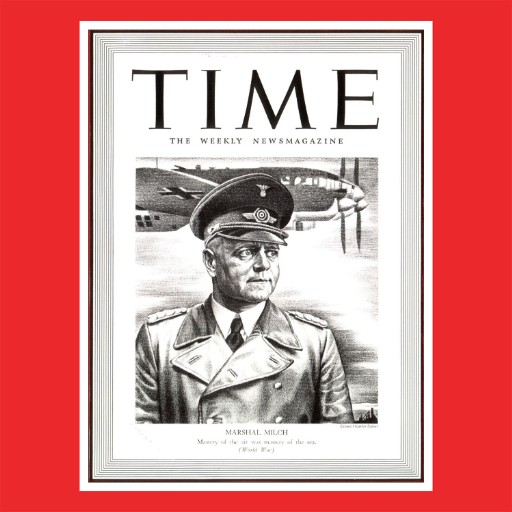 TIME
THE WEEKLY NEWSMAGAZINE
MARSHAL MILCH
Mastery of the air was mastery of the sea.
(World War)